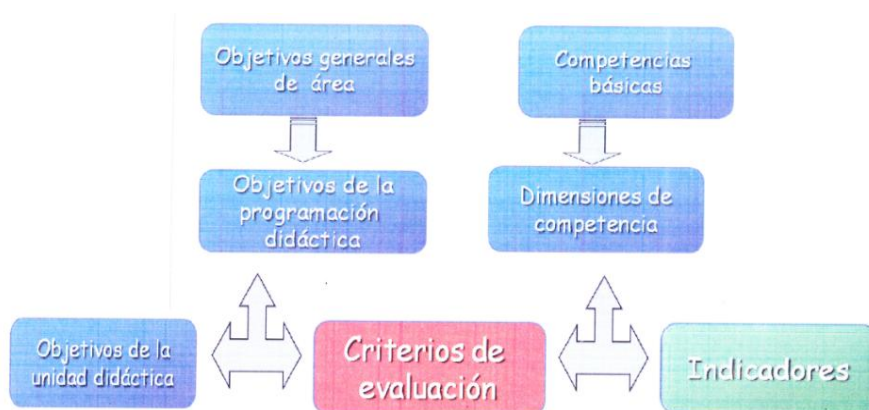 Objetivos generales
de área
Competencias
básicas
Objetivos de la
programación
didáctica
Dimensiones de
competencia
Objetivos de la
unidad didáctica
Criterios de
evaluación
Indicadores